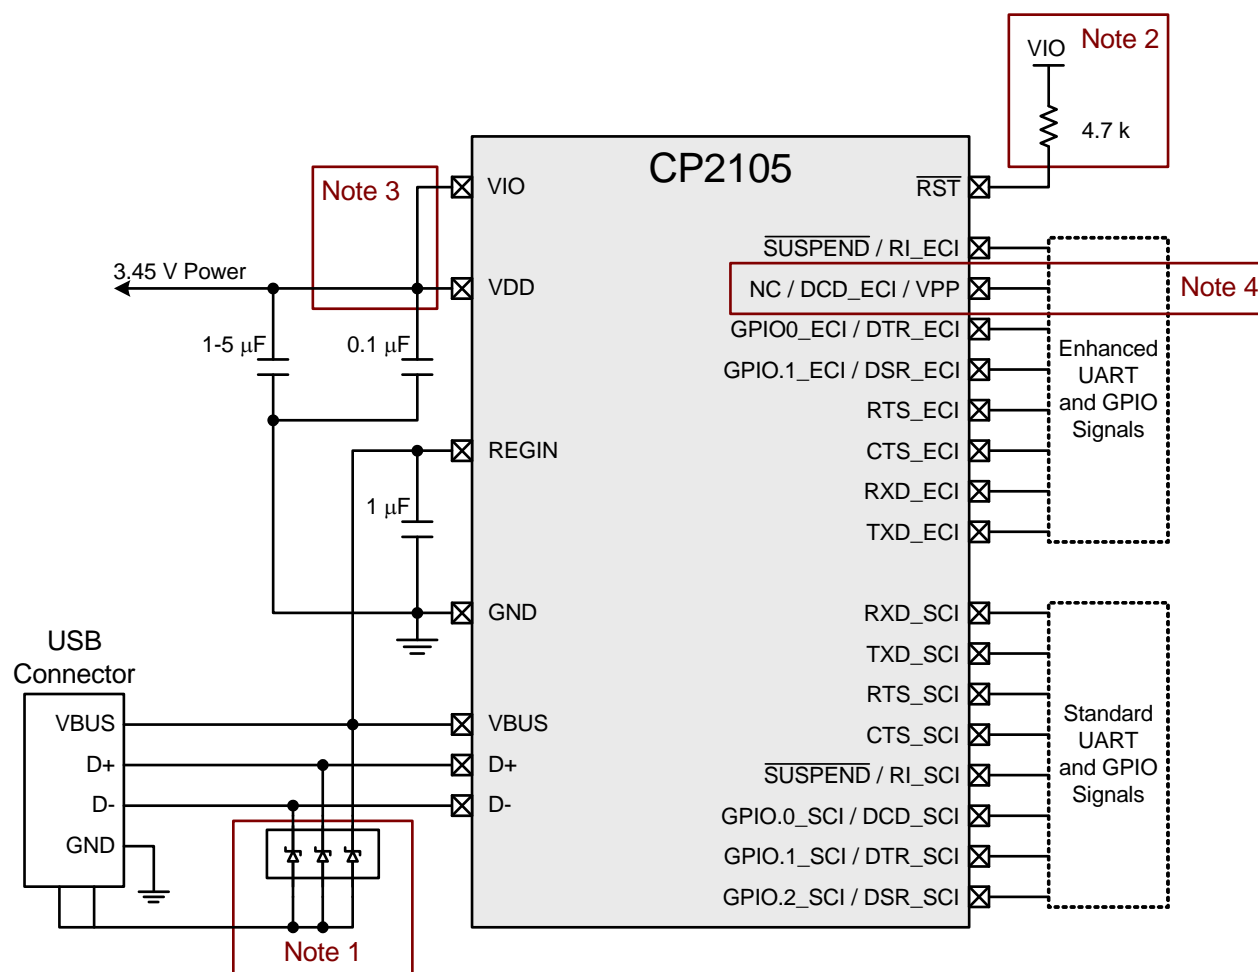 Note 2
VIO
4.7 k
CP2105
Note 3
VIO
RST
SUSPEND / RI_ECI
3.45 V Power
VDD
NC / DCD_ECI / VPP
Note 4
GPIO0_ECI / DTR_ECI
1-5 μF
0.1 μF
GPIO.1_ECI / DSR_ECI
Enhanced
UART
and GPIO
Signals
RTS_ECI
REGIN
CTS_ECI
1 μF
RXD_ECI
TXD_ECI
GND
RXD_SCI
USB
Connector
TXD_SCI
RTS_SCI
VBUS
VBUS
CTS_SCI
Standard
UART
and GPIO
Signals
D+
D+
SUSPEND / RI_SCI
D-
D-
GPIO.0_SCI / DCD_SCI
GND
GPIO.1_SCI / DTR_SCI
GPIO.2_SCI / DSR_SCI
Note 1